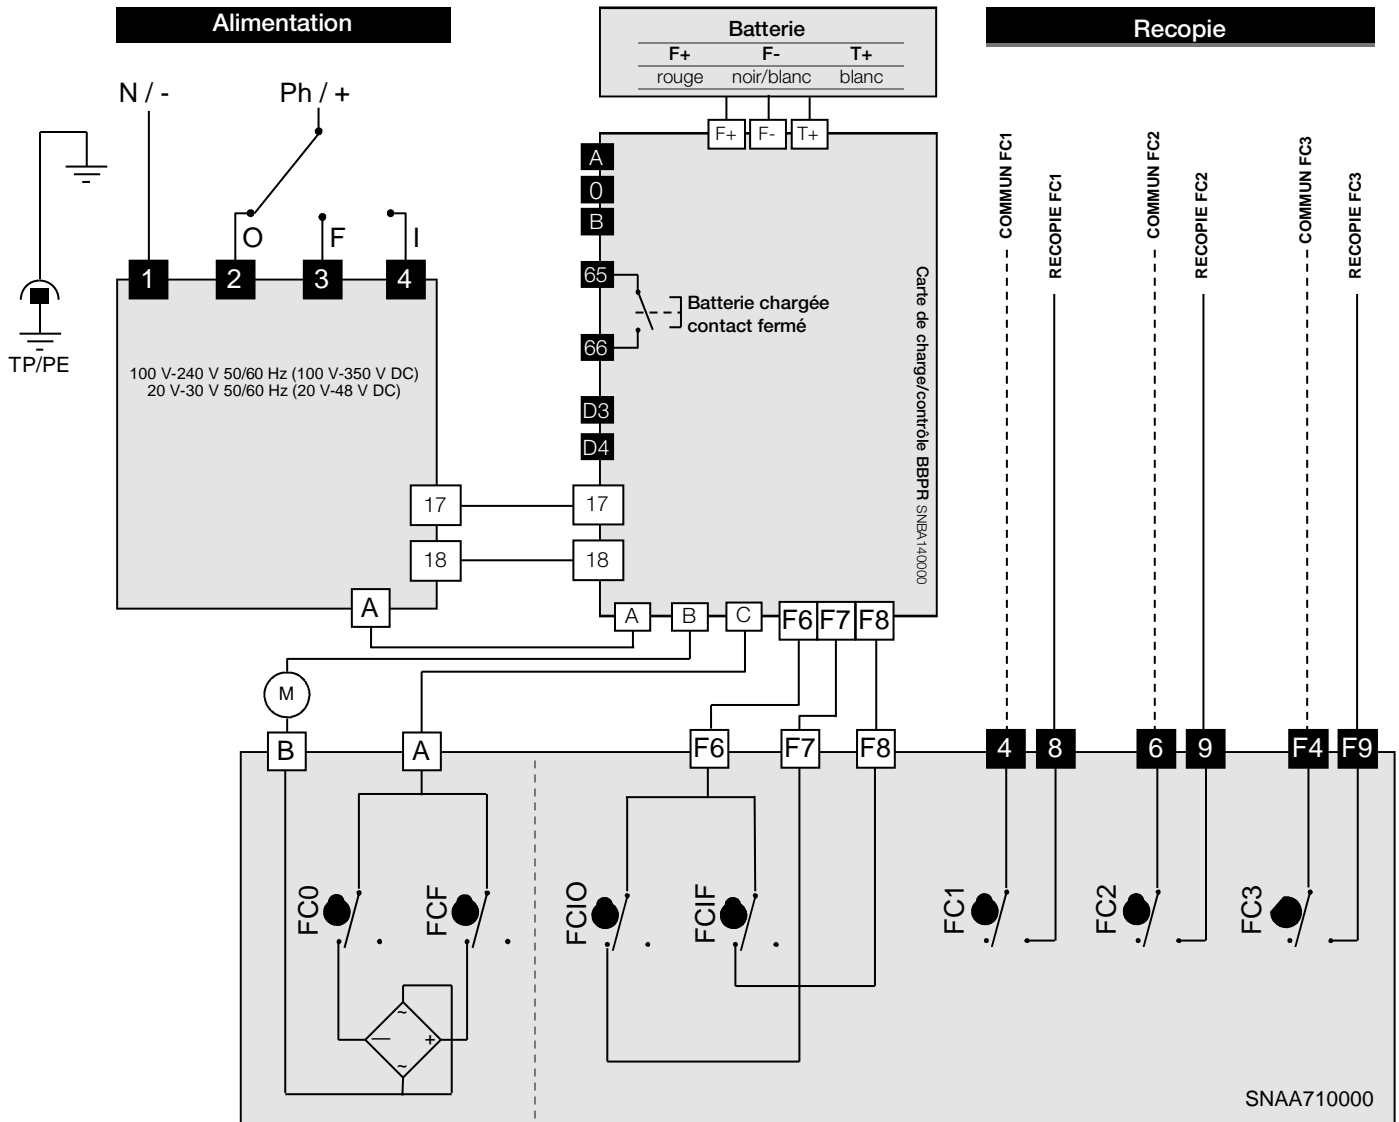 Alimentation
Batterie
F+ F- T+
rouge noir/blanc blanc
Recopie
N / -
Ph / +
F+ F- T+
A
0
B
COMMUN FC1
RECOPIE FC1
COMMUN FC2
RECOPIE FC2
COMMUN FC3
RECOPIE FC3
O F I
1 2 3 4
65
Batterie chargée
contact fermé
66
Carte de charge/contrôle BBPR SNBA140000
TP/PE
100 V-240 V 50/60 Hz (100 V-350 V DC)
20 V-30 V 50/60 Hz (20 V-48 V DC)
D3
D4
17 17
18 18
A
A B C F6 F7 F8
M
B A F6 F7 F8 4 8 6 9 F4 F9
FC0 FCF FCIO FCIF FC1 FC2 FC3
~
— +
~
SNAA710000